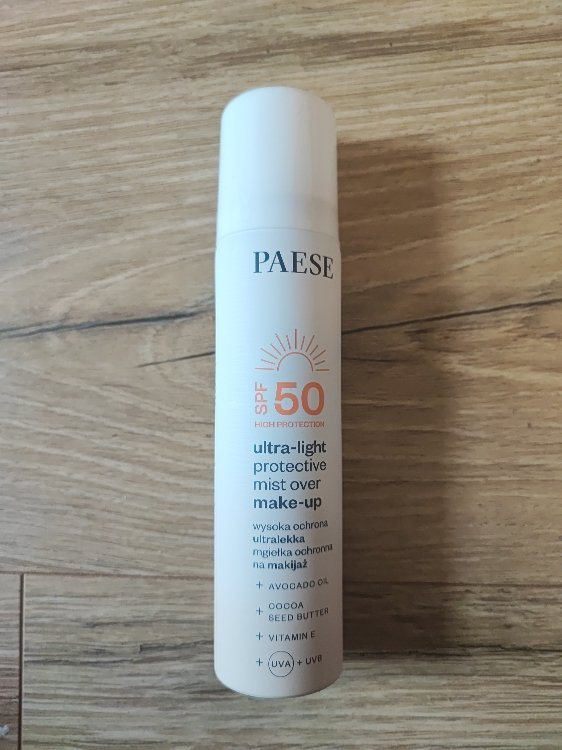 PAESE
SPF 50
HIGH PROTECTION
ultra-light
protective
mist over
make-up
wysoka ochrona
ultralekka
mgiełka ochronna
na makijaż
+ AVOCADO OIL
+ COCOA
SEED BUTTER
+ VITAMIN E
+ UVA + UVB